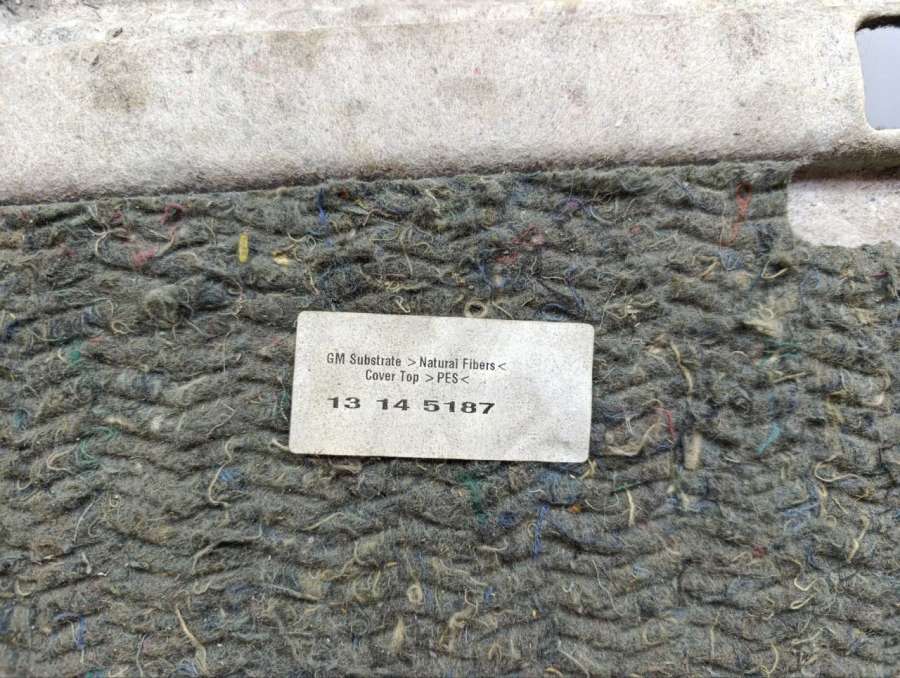 GM Substrate >Natural Fibers<
Cover Top >PES<
13 14 5187